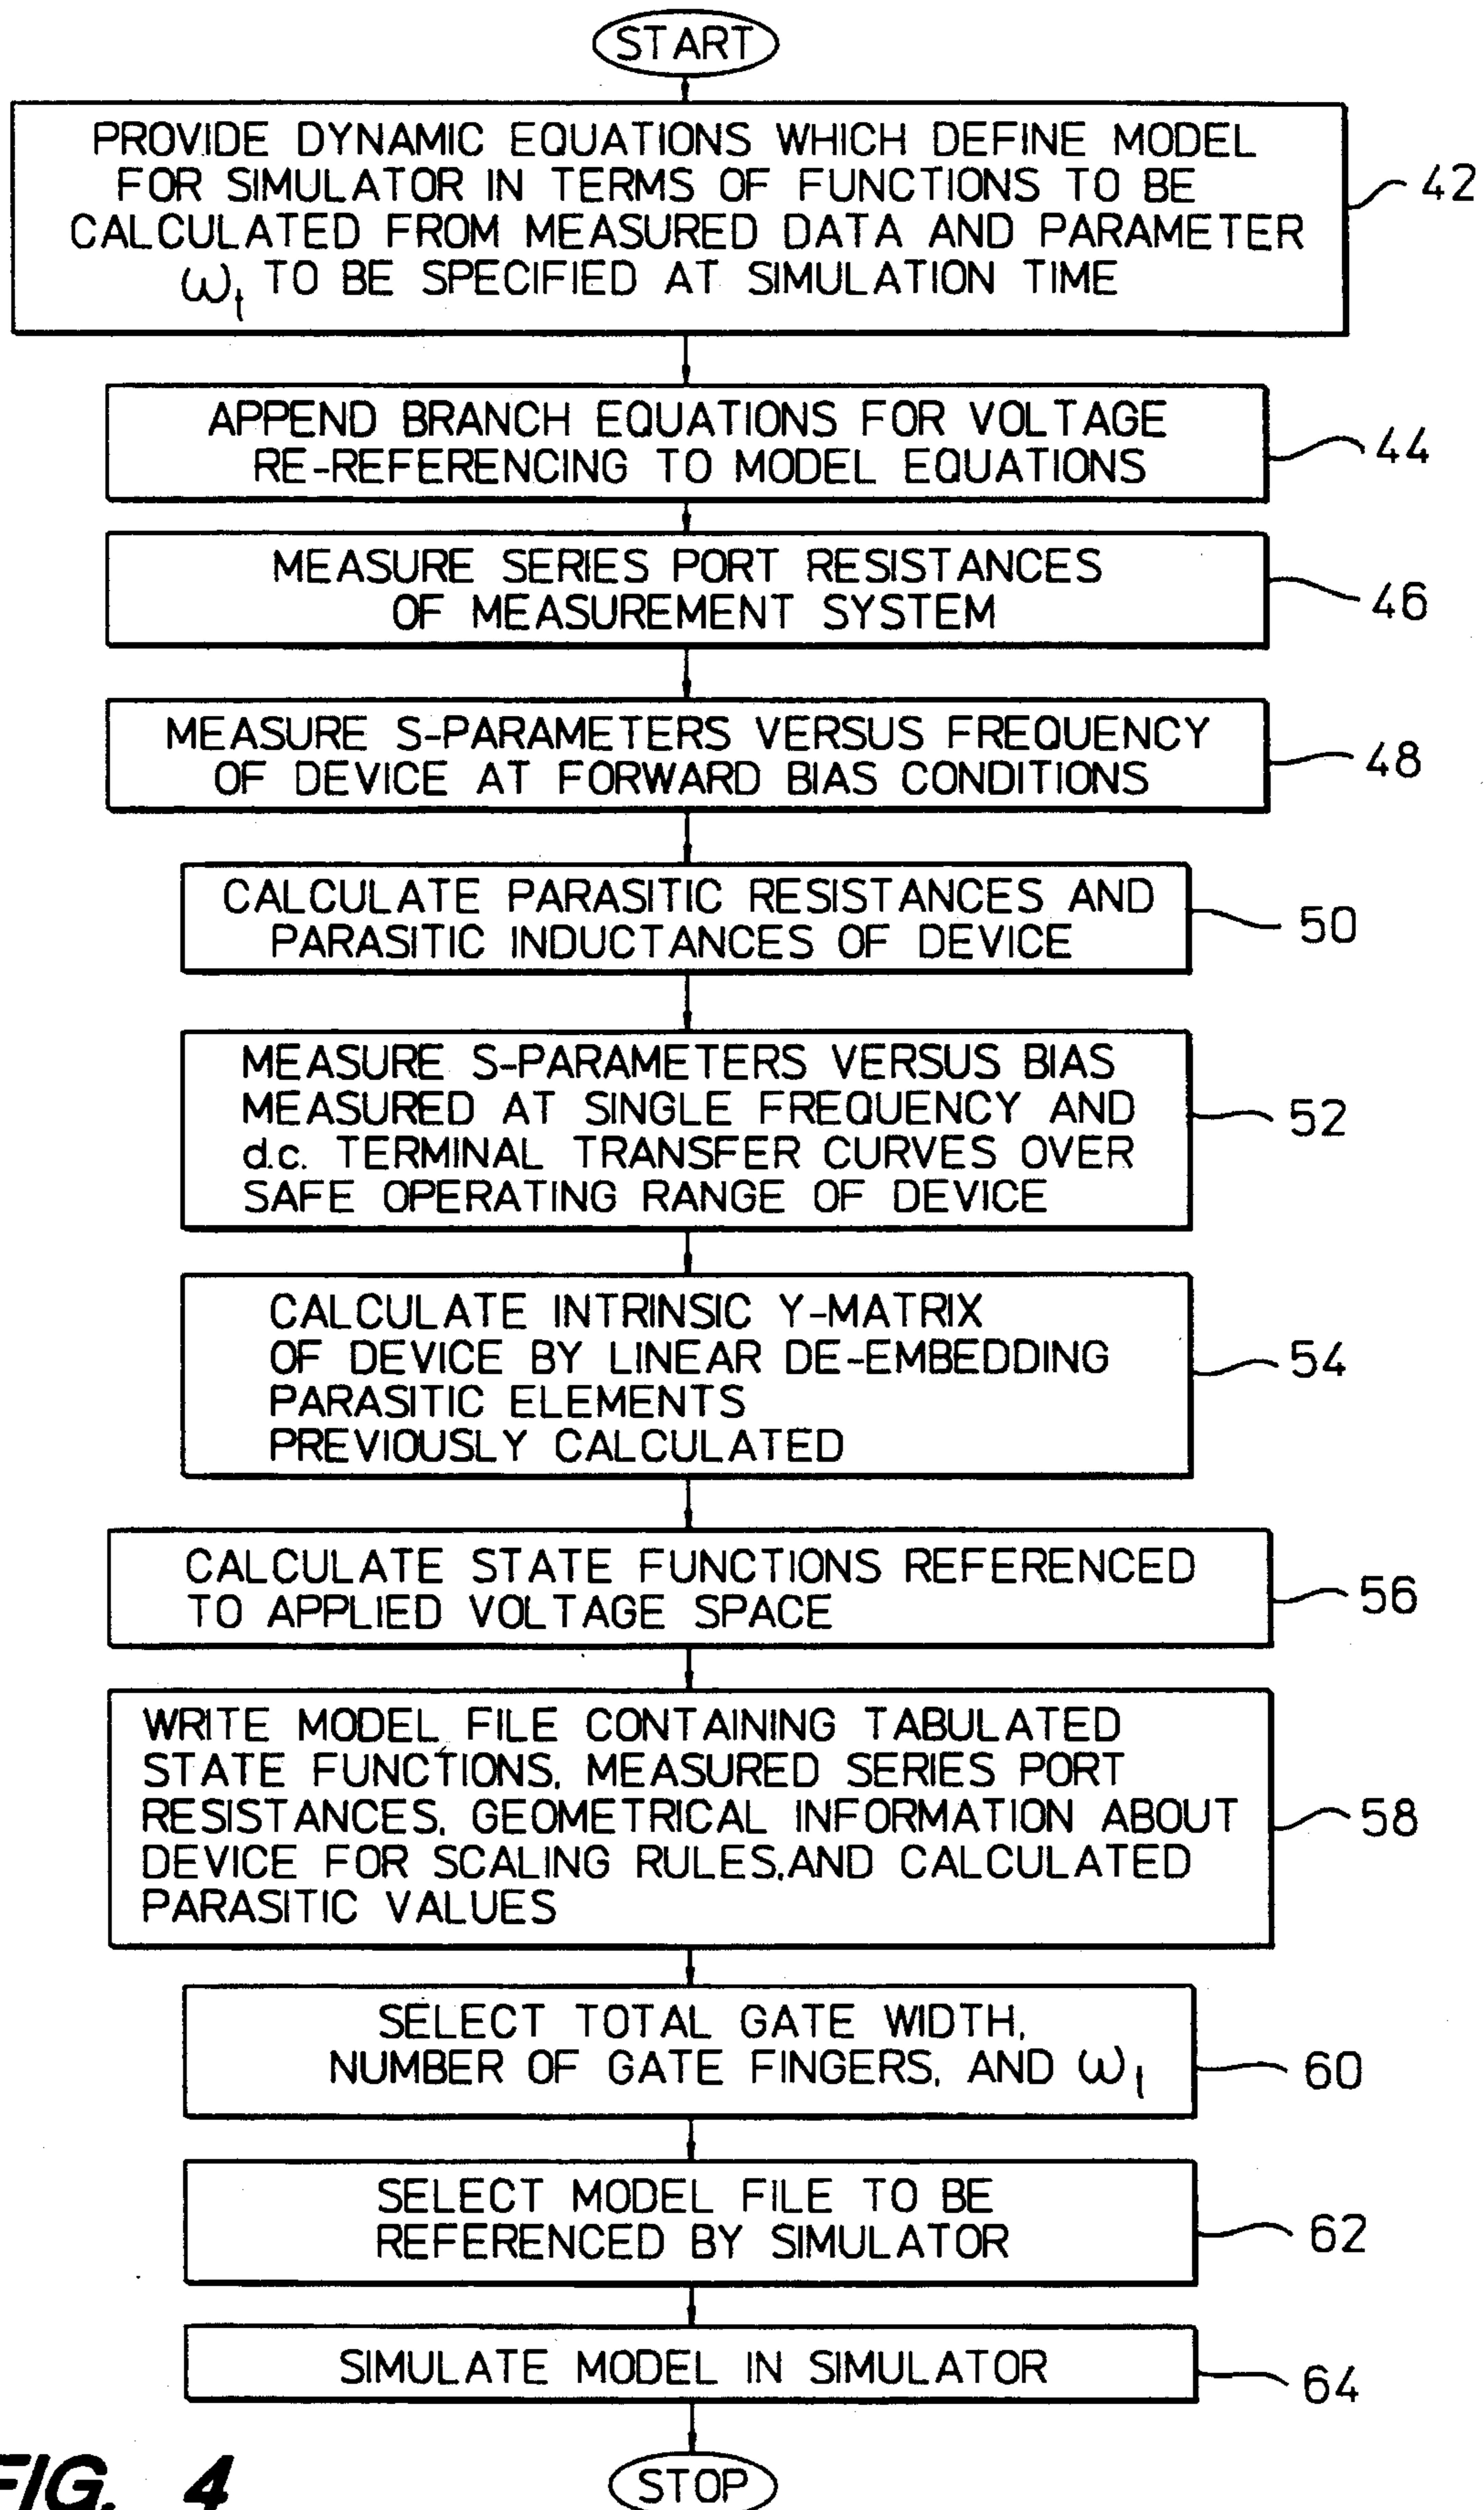 START
PROVIDE DYNAMIC EQUATIONS WHICH DEFINE MODEL
FOR SIMULATOR IN TERMS OF FUNCTIONS TO BE
CALCULATED FROM MEASURED DATA AND PARAMETER
ω₁ TO BE SPECIFIED AT SIMULATION TIME
42
APPEND BRANCH EQUATIONS FOR VOLTAGE
RE-REFERENCING TO MODEL EQUATIONS
44
MEASURE SERIES PORT RESISTANCES
OF MEASUREMENT SYSTEM
46
MEASURE S-PARAMETERS VERSUS FREQUENCY
OF DEVICE AT FORWARD BIAS CONDITIONS
48
CALCULATE PARASITIC RESISTANCES AND
PARASITIC INDUCTANCES OF DEVICE
50
MEASURE S-PARAMETERS VERSUS BIAS
MEASURED AT SINGLE FREQUENCY AND
d.c. TERMINAL TRANSFER CURVES OVER
SAFE OPERATING RANGE OF DEVICE
52
CALCULATE INTRINSIC Y-MATRIX
OF DEVICE BY LINEAR DE-EMBEDDING
PARASITIC ELEMENTS
PREVIOUSLY CALCULATED
54
CALCULATE STATE FUNCTIONS REFERENCED
TO APPLIED VOLTAGE SPACE
56
WRITE MODEL FILE CONTAINING TABULATED
STATE FUNCTIONS, MEASURED SERIES PORT
RESISTANCES, GEOMETRICAL INFORMATION ABOUT
DEVICE FOR SCALING RULES,AND CALCULATED
PARASITIC VALUES
58
SELECT TOTAL GATE WIDTH,
NUMBER OF GATE FINGERS, AND ω₁
60
SELECT MODEL FILE TO BE
REFERENCED BY SIMULATOR
62
SIMULATE MODEL IN SIMULATOR
64
STOP
FIG. 4